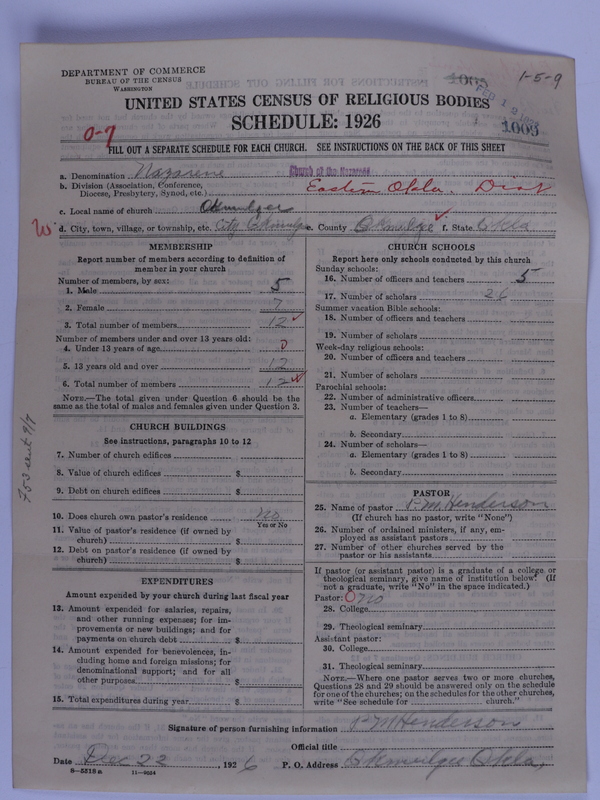 DEPARTMENT OF COMMERCE
BUREAU OF THE CENSUS
WASHINGTON
1003
1-5-9
FEB 12 1928
1003
UNITED STATES CENSUS OF RELIGIOUS BODIES
SCHEDULE: 1926
0-7
FILL OUT A SEPARATE SCHEDULE FOR EACH CHURCH. SEE INSTRUCTIONS ON THE BACK OF THIS SHEET
a. Denomination Nazarene Church of the Nazarene
b. Division (Association, Conference, Diocese, Presbytery, Synod, etc.) Eastern Okla. Dist
c. Local name of church Okmulgee
d. City, town, village, or township, etc. City Okmulgee e. County Okmulgee f. State Okla
MEMBERSHIP
Report number of members according to definition of
member in your church
Number of members, by sex:
1. Male 5
2. Female 7
3. Total number of members 12
Number of members under and over 13 years old:
4. Under 13 years of age 0
5. 13 years old and over 12
6. Total number of members 12
NOTE.—The total given under Question 6 should be
same as the total of males and females given under Question 3.
CHURCH BUILDINGS
See instructions, paragraphs 10 to 12
7. Number of church edifices
8. Value of church edifices $
9. Debt on church edifices $
10. Does church own pastor's residence No
Yes or No
11. Value of pastor's residence (if owned by
church) $
12. Debt on pastor's residence (if owned by
church) $
EXPENDITURES
Amount expended by your church during last fiscal year
13. Amount expended for salaries, repairs,
and other running expenses; for im-
provements or new buildings; and for
payments on church debt $
14. Amount expended for benevolences, in-
cluding home and foreign missions; for
denominational support; and for all
other purposes $
15. Total expenditures during year $
CHURCH SCHOOLS
Report here only schools conducted by this church
Sunday schools:
16. Number of officers and teachers 5
17. Number of scholars 26
Summer vacation Bible schools:
18. Number of officers and teachers
19. Number of scholars
Week-day religious schools:
20. Number of officers and teachers
21. Number of scholars
Parochial schools:
22. Number of administrative officers
23. Number of teachers—
a. Elementary (grades 1 to 8)
b. Secondary
24. Number of scholars—
a. Elementary (grades 1 to 8)
b. Secondary
PASTOR
25. Name of pastor P. M. Henderson
(If church has no pastor, write "None")
26. Number of ordained ministers, if any, em-
ployed as assistant pastors
27. Number of other churches served by the
pastor or his assistants
If pastor (or assistant pastor) is a graduate of a college or
theological seminary, give name of institution below: (If
not a graduate, write "No" in the space indicated.)
Pastor: 0 no
28. College
29. Theological seminary
Assistant pastor:
30. College
31. Theological seminary
NOTE.—Where one pastor serves two or more churches,
Questions 28 and 29 should be answered only on the schedule
for one of the churches; on the schedules for the other churches,
write "See schedule for church."
Signature of person furnishing information P. M Henderson
Official title
Date Dec 22, 1926 P. O. Address Okmulgee Okla,
8-5518a 11-9024